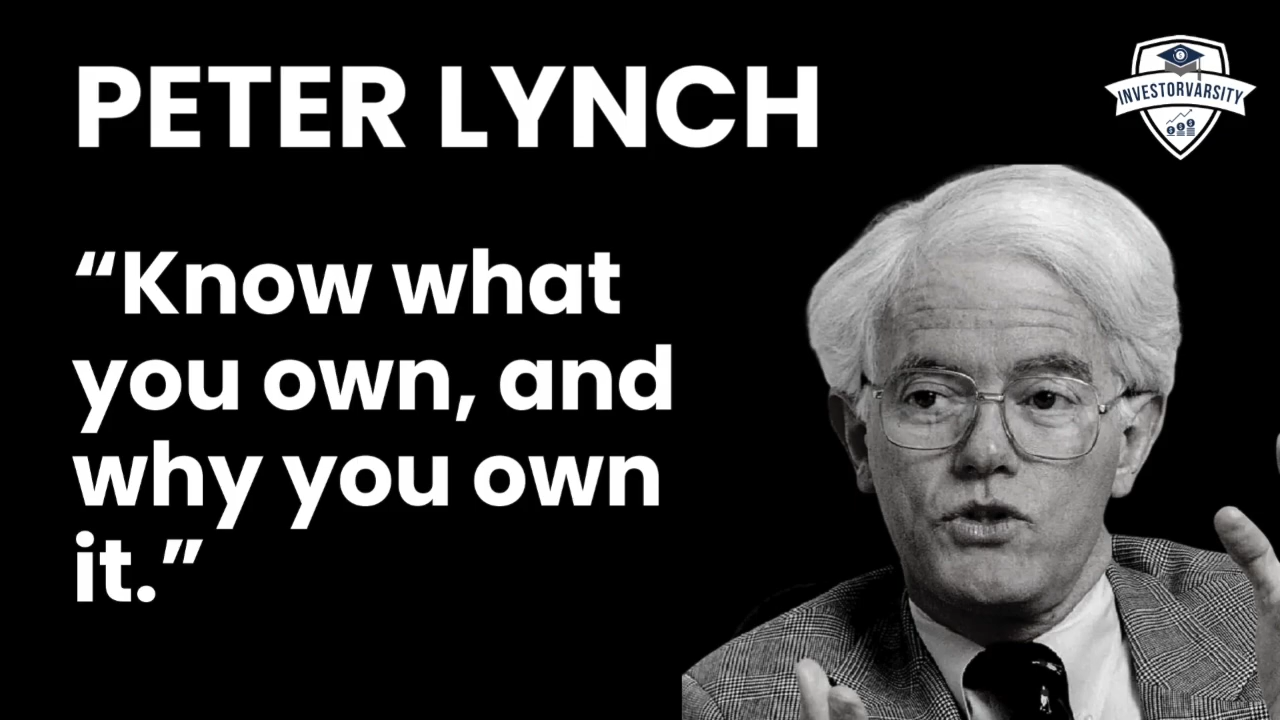 PETER LYNCH
INVESTORVARSITY
“Know what
you own, and
why you own
it.”